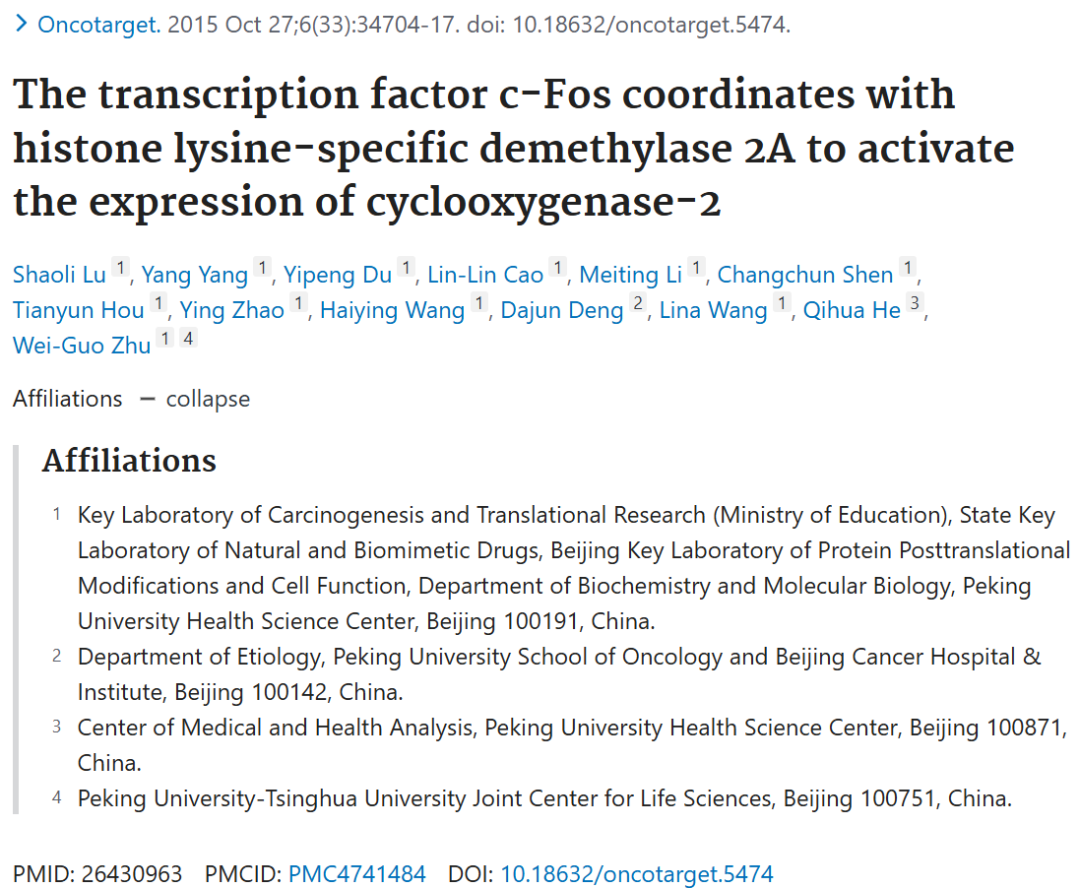 > Oncotarget. 2015 Oct 27;6(33):34704-17. doi: 10.18632/oncotarget.5474.
The transcription factor c-Fos coordinates with
histone lysine-specific demethylase 2A to activate
the expression of cyclooxygenase-2
Shaoli Lu 1, Yang Yang 1, Yipeng Du 1, Lin-Lin Cao 1, Meiting Li 1, Changchun Shen 1,
Tianyun Hou 1, Ying Zhao 1, Haiying Wang 1, Dajun Deng 2, Lina Wang 1, Qihua He 3,
Wei-Guo Zhu 1 4
Affiliations — collapse
Affiliations
1 Key Laboratory of Carcinogenesis and Translational Research (Ministry of Education), State Key
Laboratory of Natural and Biomimetic Drugs, Beijing Key Laboratory of Protein Posttranslational
Modifications and Cell Function, Department of Biochemistry and Molecular Biology, Peking
University Health Science Center, Beijing 100191, China.
2 Department of Etiology, Peking University School of Oncology and Beijing Cancer Hospital &
Institute, Beijing 100142, China.
3 Center of Medical and Health Analysis, Peking University Health Science Center, Beijing 100871,
China.
4 Peking University-Tsinghua University Joint Center for Life Sciences, Beijing 100751, China.
PMID: 26430963 PMCID: PMC4741484 DOI: 10.18632/oncotarget.5474